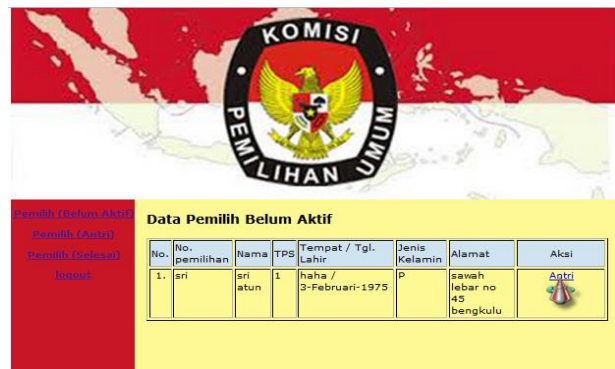 KOMISI
PEMILIHAN UMUM
Pemilih (Belum Aktif)
Pemilih (Antri)
Pemilih (Selesai)
logout
Data Pemilih Belum Aktif
No. No. pemilihan Nama TPS Tempat / Tgl. Lahir Jenis Kelamin Alamat Aksi
1. sri sri atun 1 haha / 3-Februari-1975 P sawah lebar no 45 bengkulu Antri